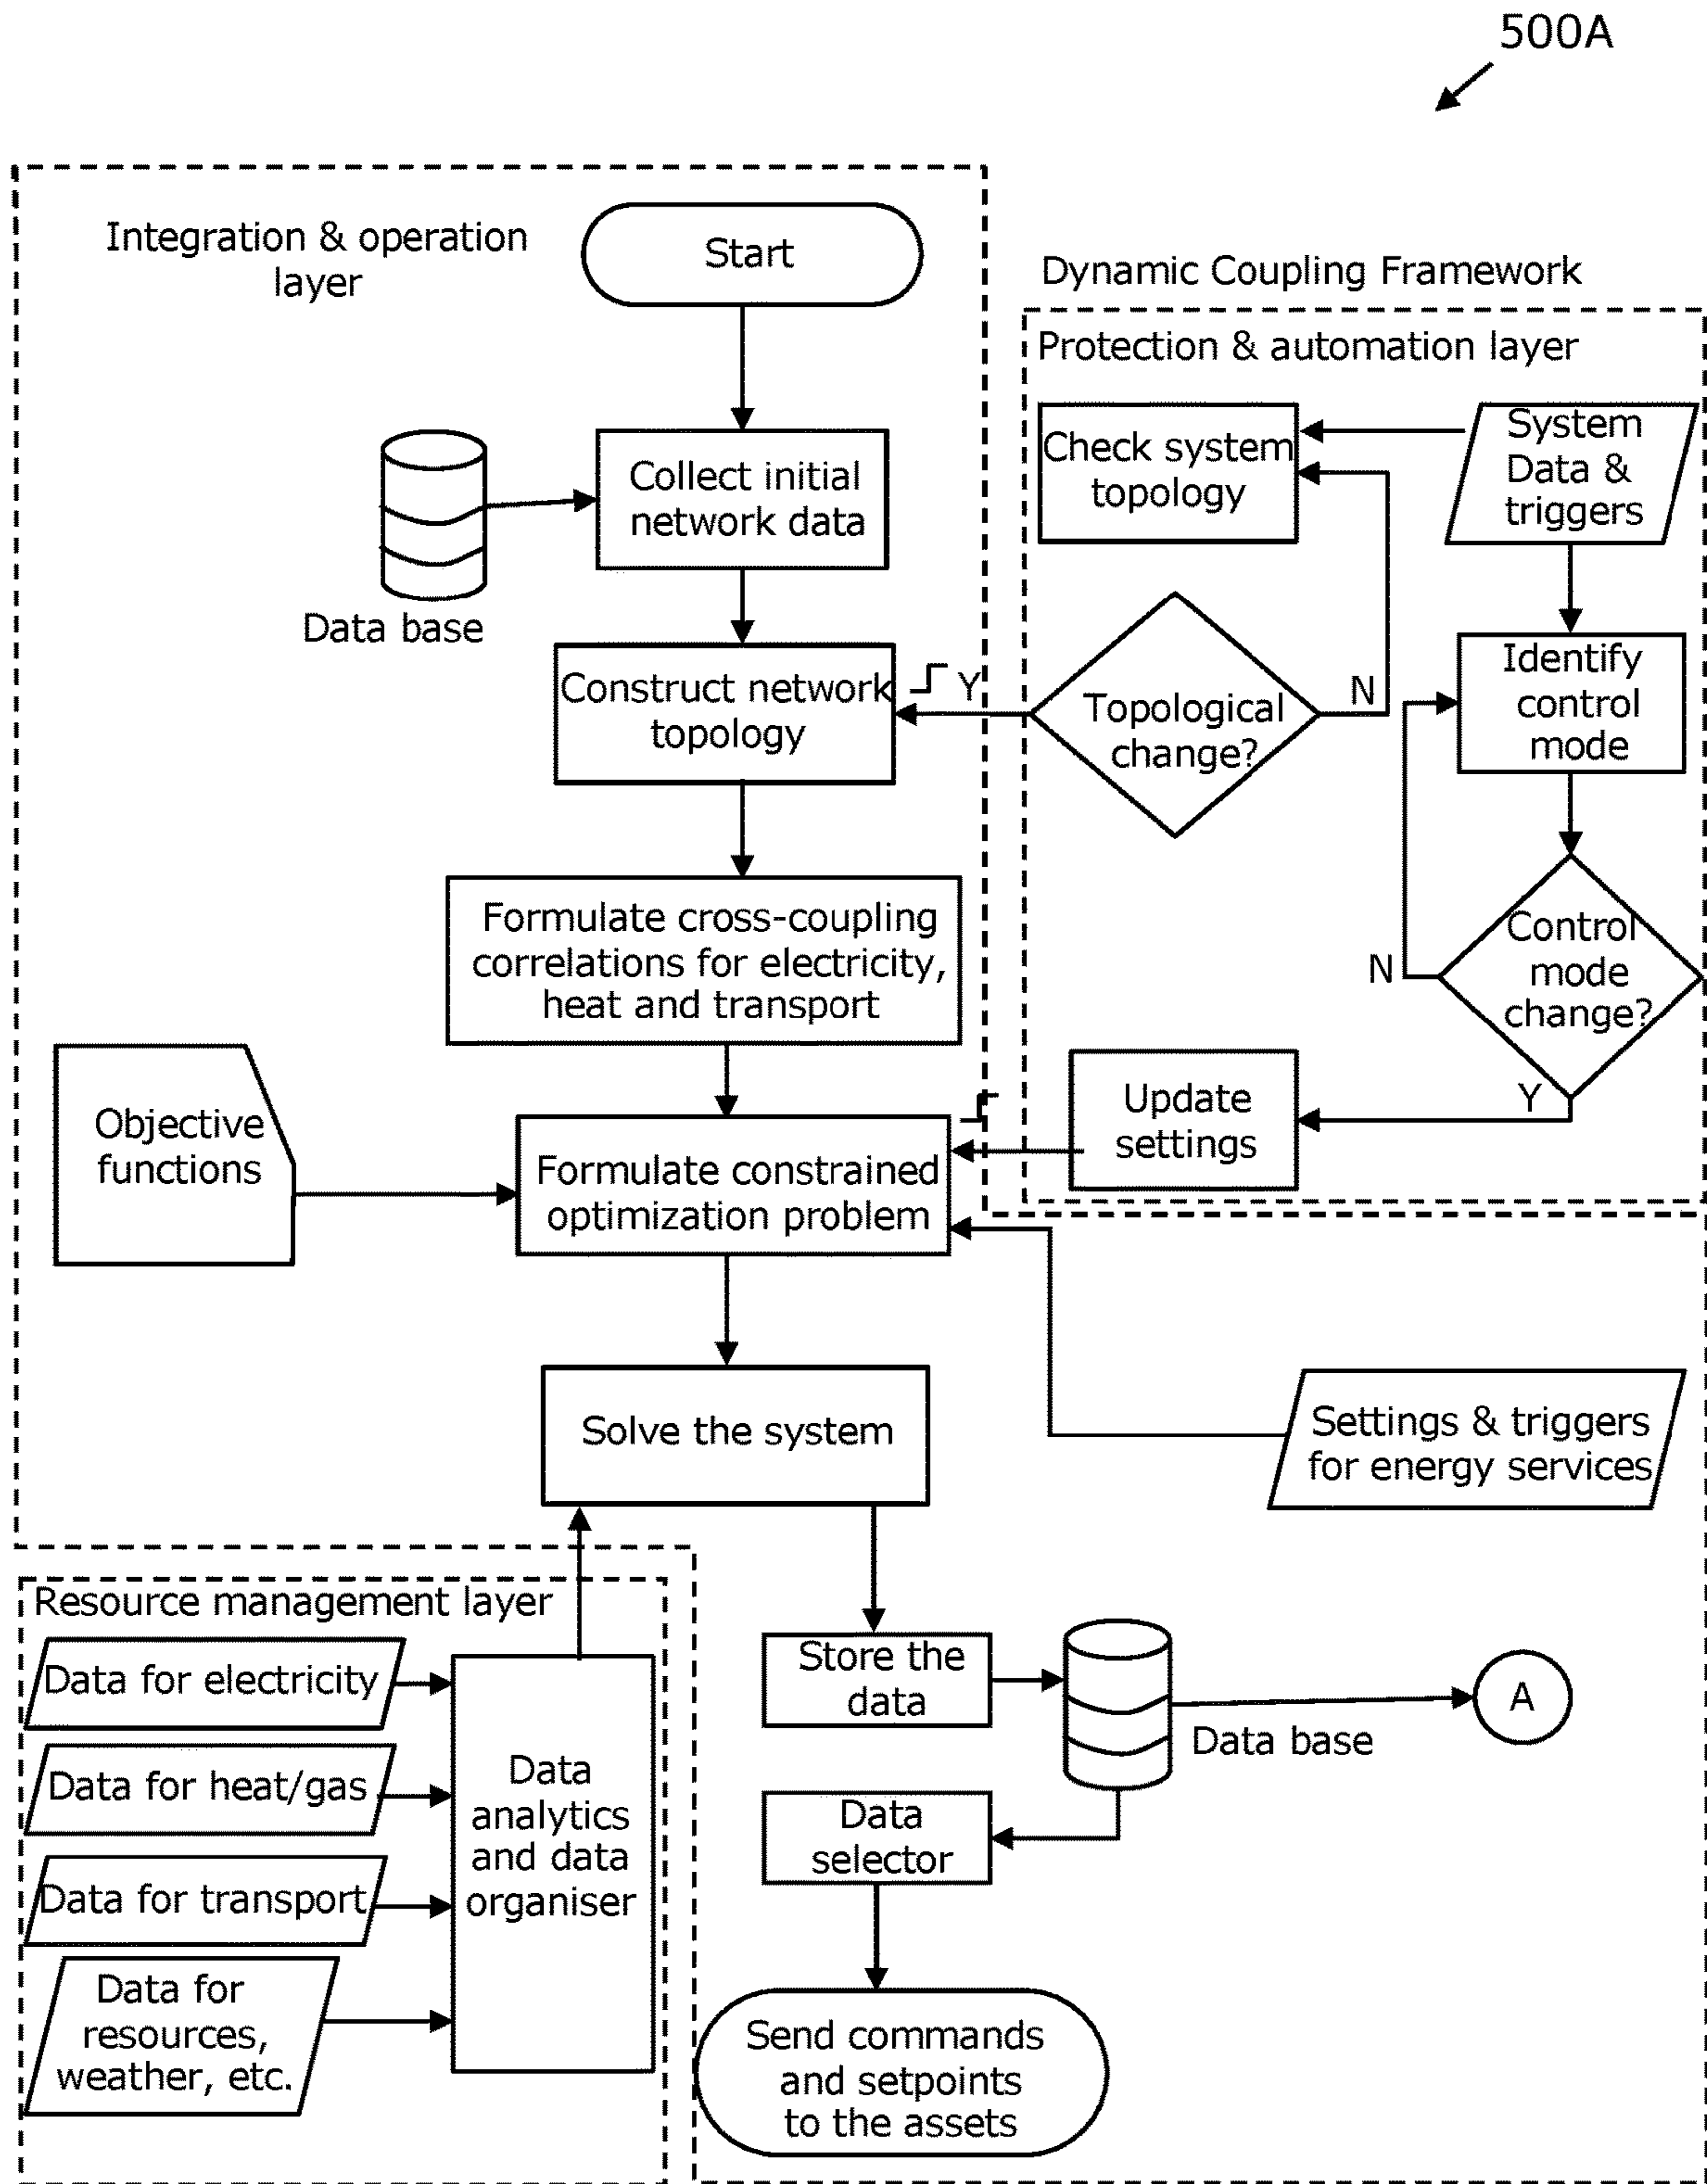 500A
Integration & operation
layer
Start
Dynamic Coupling Framework
Protection & automation layer
Check system
topology
System
Data &
triggers
Collect initial
network data
Data base
Construct network
topology
Y
Topological
change?
N
Identify
control
mode
Formulate cross-coupling
correlations for electricity,
heat and transport
N
Control
mode
change?
Y
Objective
functions
Update
settings
Formulate constrained
optimization problem
Solve the system
Settings & triggers
for energy services
Resource management layer
Data for electricity
Data for heat/gas
Data for transport
Data for
resources,
weather, etc.
Data
analytics
and data
organiser
Store the
data
Data base
A
Data
selector
Send commands
and setpoints
to the assets